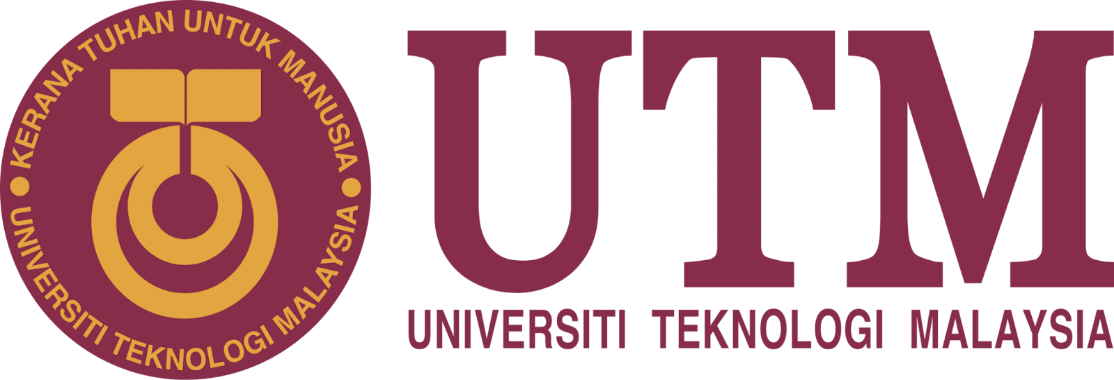 KERANA TUHAN UNTUK MANUSIA
UNIVERSITI TEKNOLOGI MALAYSIA
UTM
UNIVERSITI TEKNOLOGI MALAYSIA